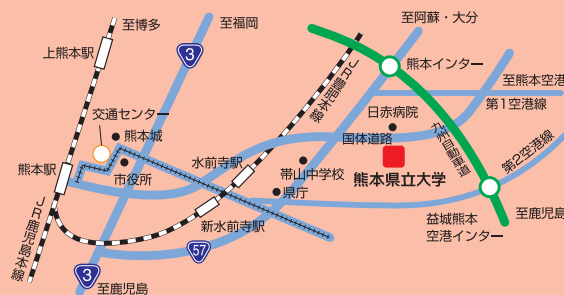 至博多
至福岡
至阿蘇・大分
上熊本駅
3
熊本インター
JR豊肥本線
至熊本空港
第1空港線
交通センター
熊本城
日赤病院
国体道路
九州自動車道
第2空港線
熊本駅
市役所
水前寺駅
帯山中学校
熊本県立大学
県庁
JR鹿児島本線
新水前寺駅
益城熊本
空港インター
至鹿児島
57
3
至鹿児島